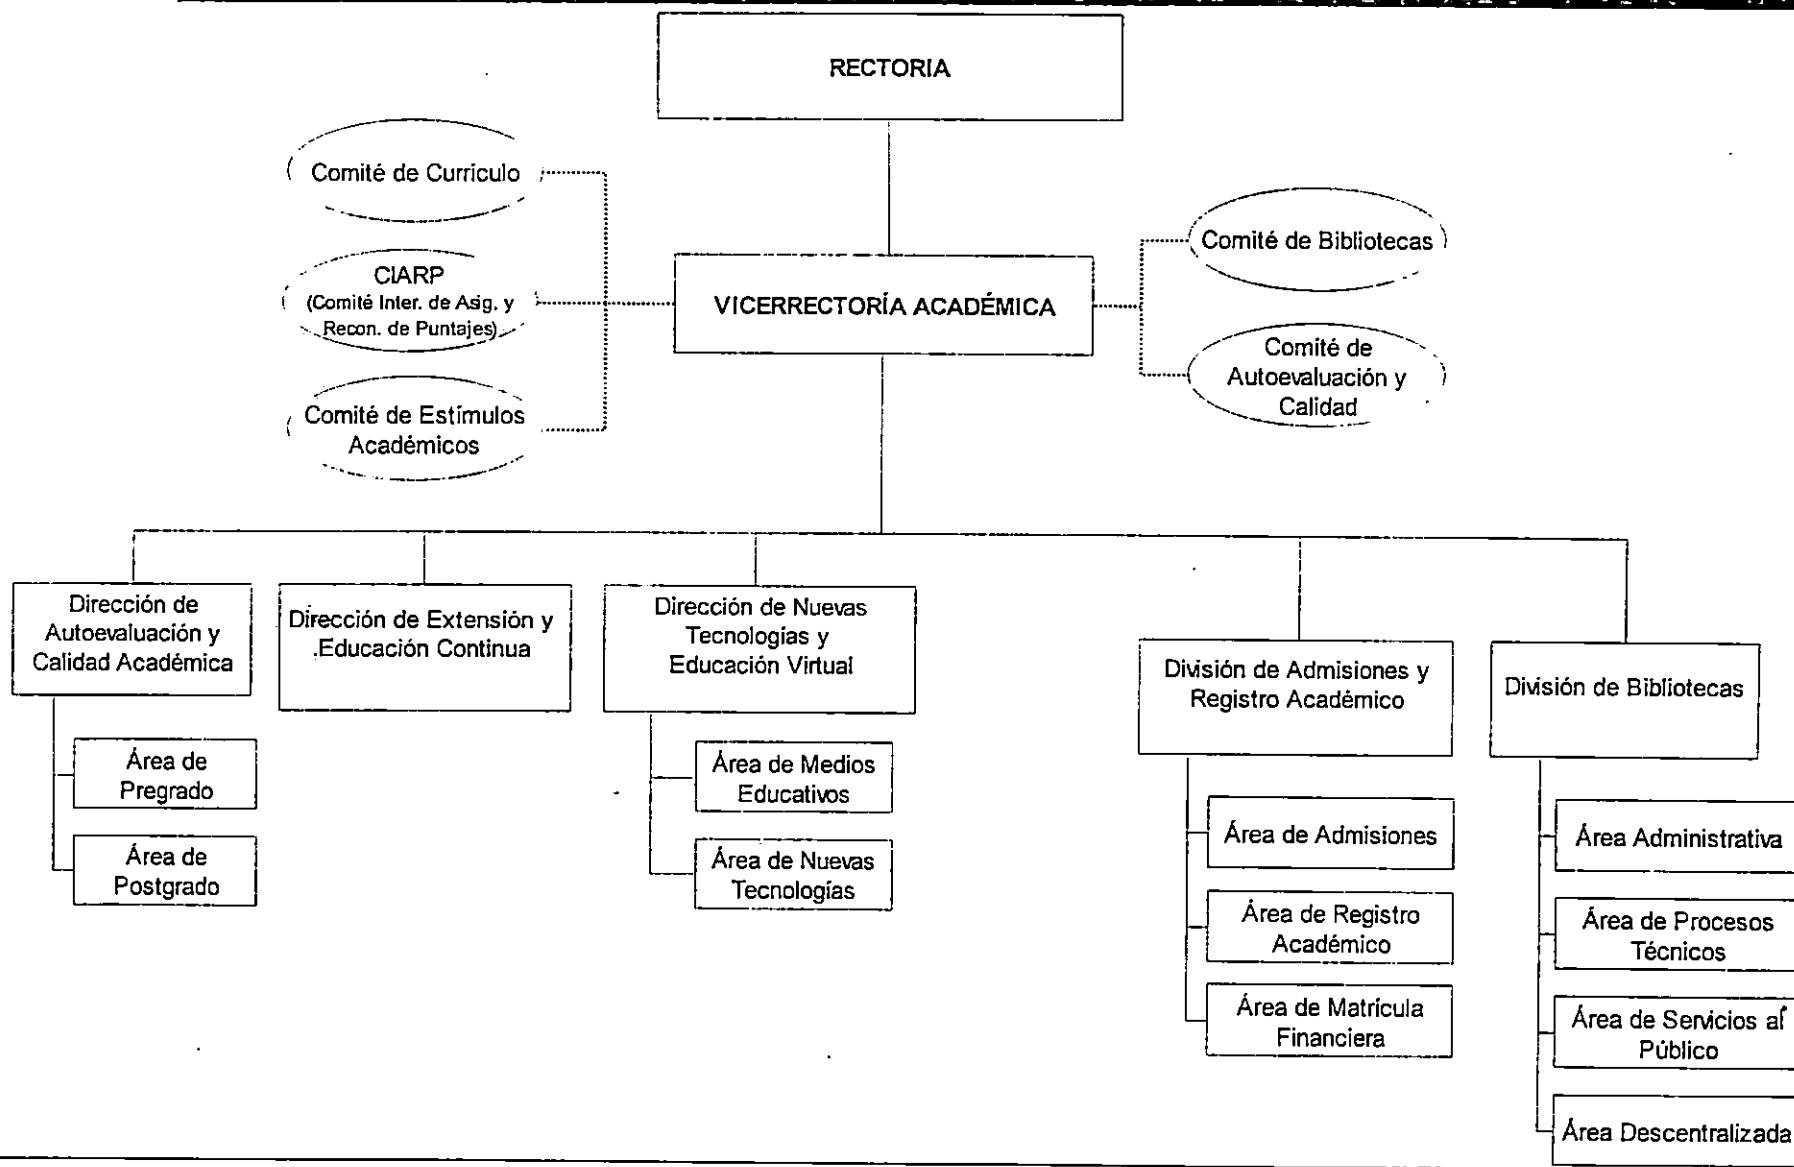 RECTORIA
Comité de Currículo
CIARP
(Comité Inter. de Asig. y
Recon. de Puntajes)
Comité de Estímulos
Académicos
VICERRECTORÍA ACADÉMICA
Comité de Bibliotecas
Comité de
Autoevaluación y
Calidad
Dirección de
Autoevaluación y
Calidad Académica
Área de
Pregrado
Área de
Postgrado
Dirección de Extensión y
Educación Continua
Dirección de Nuevas
Tecnologías y
Educación Virtual
Área de Medios
Educativos
Área de Nuevas
Tecnologías
División de Admisiones y
Registro Académico
Área de Admisiones
Área de Registro
Académico
Área de Matrícula
Financiera
División de Bibliotecas
Área Administrativa
Área de Procesos
Técnicos
Área de Servicios al
Público
Área Descentralizada